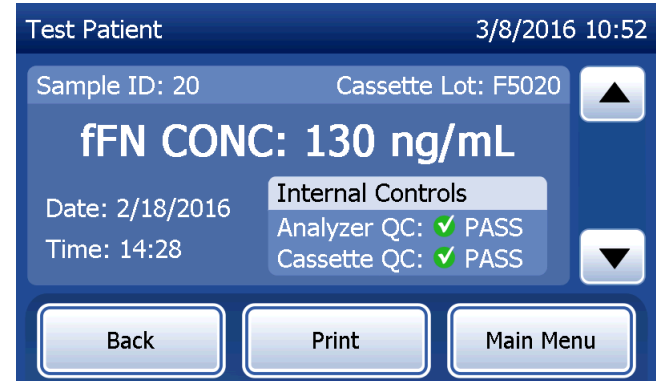 Test Patient 3/8/2016 10:52
Sample ID: 20 Cassette Lot: F5020
fFN CONC: 130 ng/mL
Date: 2/18/2016
Time: 14:28
Internal Controls
Analyzer QC: PASS
Cassette QC: PASS
Back Print Main Menu